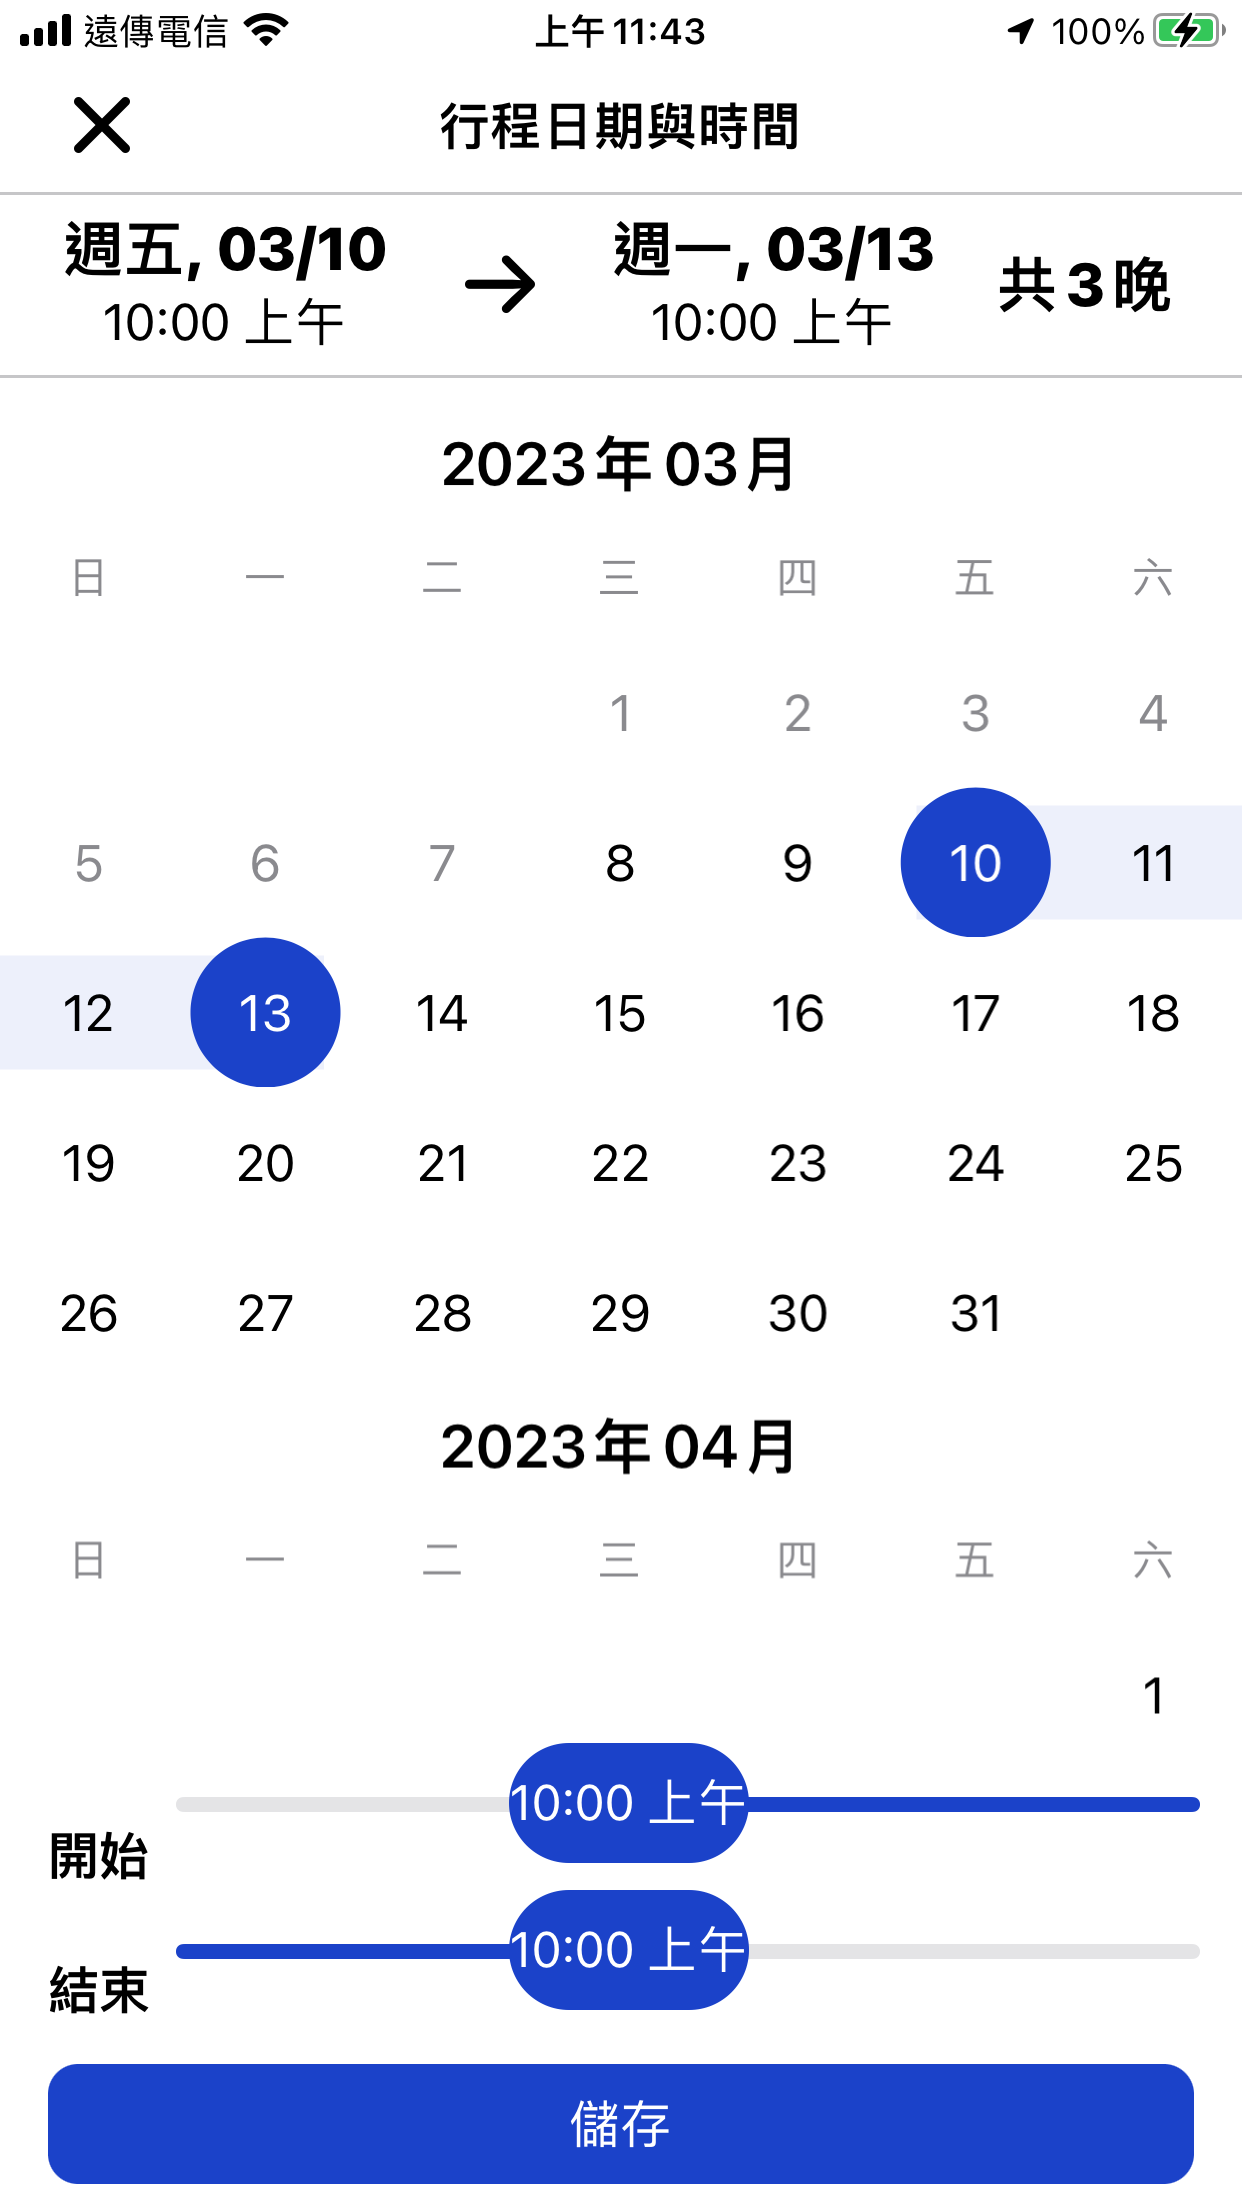 遠傳電信 上午 11:43 100%
行程日期與時間
週五, 03/10 週一, 03/13 共 3 晚
10:00 上午 10:00 上午
2023 年 03 月
日 一 二 三 四 五 六
1 2 3 4
5 6 7 8 9 10 11
12 13 14 15 16 17 18
19 20 21 22 23 24 25
26 27 28 29 30 31
2023 年 04 月
日 一 二 三 四 五 六
1
10:00 上午
開始
10:00 上午
結束
儲存